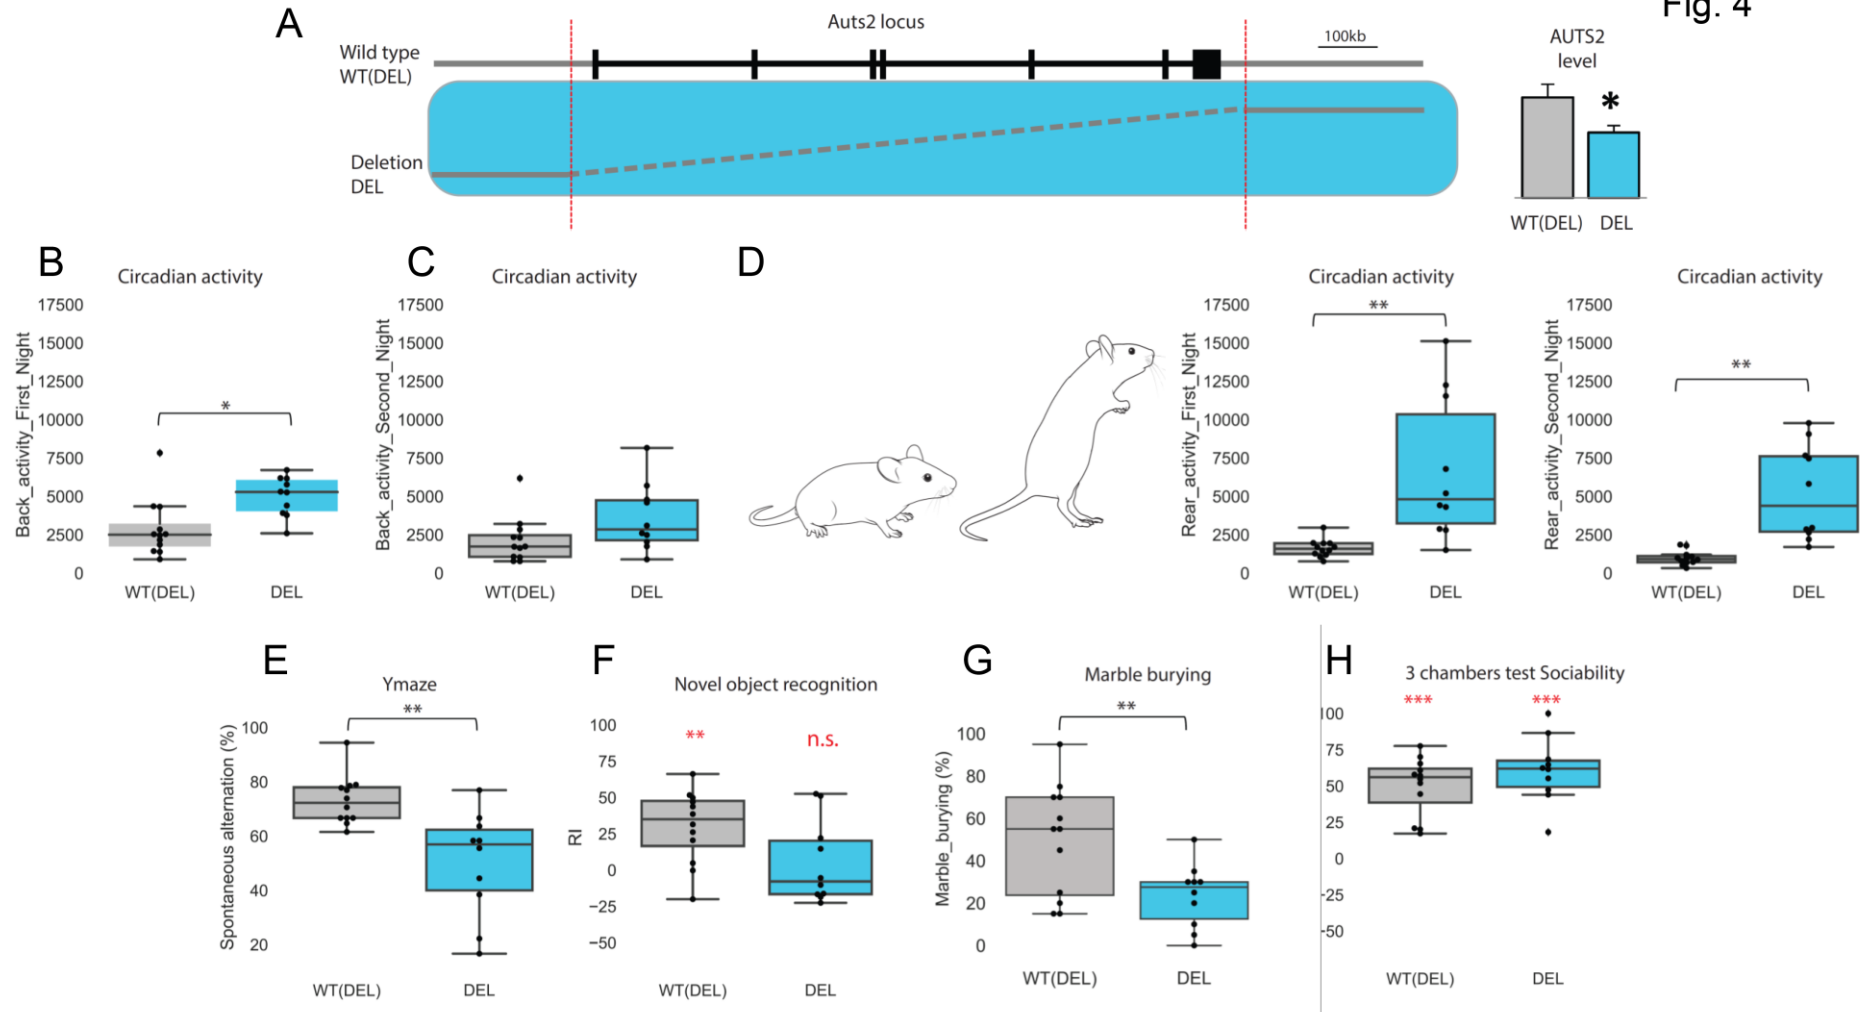 Fig. 4
A
Auts2 locus
Wild type
WT(DEL)
100kb
Deletion
DEL
AUTS2
level
*
WT(DEL) DEL
B
Circadian activity
Back_activity_First_Night
17500
15000
12500
10000
7500
5000
2500
0
*
WT(DEL) DEL
C
Circadian activity
Back_activity_Second_Night
17500
15000
12500
10000
7500
5000
2500
0
WT(DEL) DEL
D
Circadian activity
Rear_activity_First_Night
17500
15000
12500
10000
7500
5000
2500
0
**
WT(DEL) DEL
Circadian activity
Rear_activity_Second_Night
17500
15000
12500
10000
7500
5000
2500
0
**
WT(DEL) DEL
E
Ymaze
**
Spontaneous alternation (%)
100
80
60
40
20
WT(DEL) DEL
F
Novel object recognition
** n.s.
RI
100
75
50
25
0
−25
−50
WT(DEL) DEL
G
Marble burying
**
Marble_burying (%)
100
80
60
40
20
0
WT(DEL) DEL
H
3 chambers test Sociability
*** ***
100
75
50
25
0
-25
-50
WT(DEL) DEL